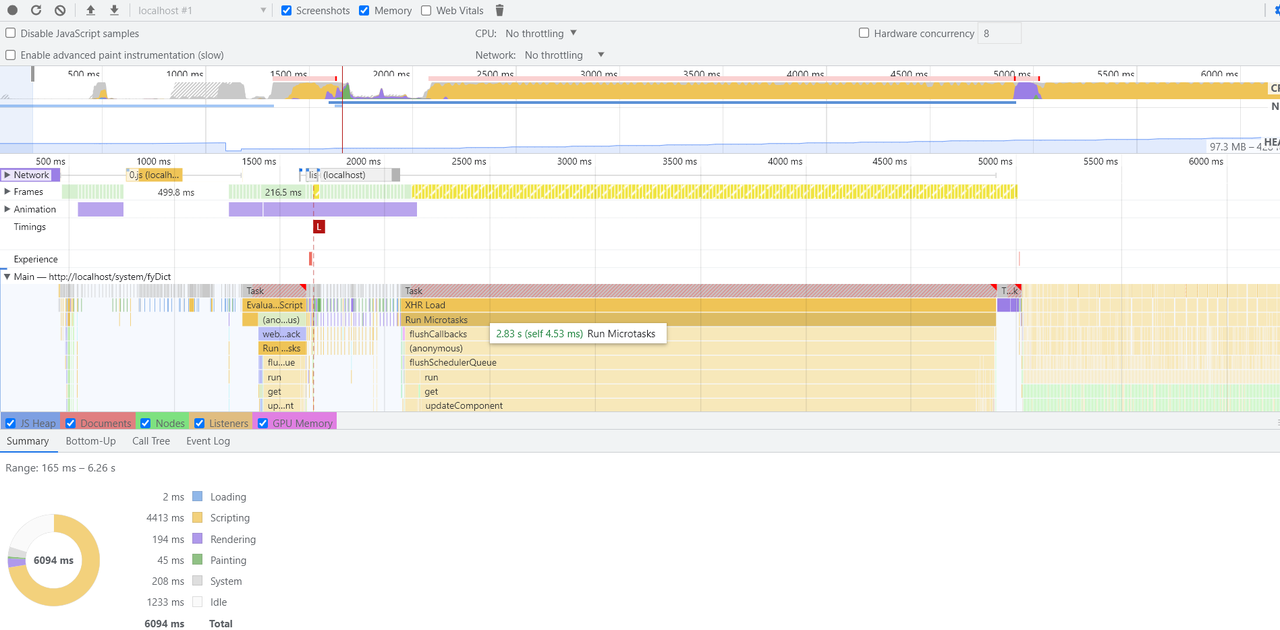 localhost #1 Screenshots Memory Web Vitals
Disable JavaScript samples CPU: No throttling Hardware concurrency 8
Enable advanced paint instrumentation (slow) Network: No throttling
500 ms 1000 ms 1500 ms 2000 ms 2500 ms 3000 ms 3500 ms 4000 ms 4500 ms 5000 ms 5500 ms 6000 ms
97.3 MB –
500 ms 1000 ms 1500 ms 2000 ms 2500 ms 3000 ms 3500 ms 4000 ms 4500 ms 5000 ms 5500 ms 6000 ms
Network 0.js (localh... lis (localhost)
Frames 499.8 ms 216.5 ms
Animation
Timings L
Experience
Main — http://localhost/system/fyDict
Task Task T...k
Evalua...Script XHR Load
(ano...us) Run Microtasks
web...ack flushCallbacks 2.83 s (self 4.53 ms) Run Microtasks
Run ...sks (anonymous)
flu...ue flushSchedulerQueue
run run
get get
up...nt updateComponent
JS Heap Documents Nodes Listeners GPU Memory
Summary Bottom-Up Call Tree Event Log
Range: 165 ms – 6.26 s
2 ms Loading
4413 ms Scripting
194 ms Rendering
6094 ms 45 ms Painting
208 ms System
1233 ms Idle
6094 ms Total